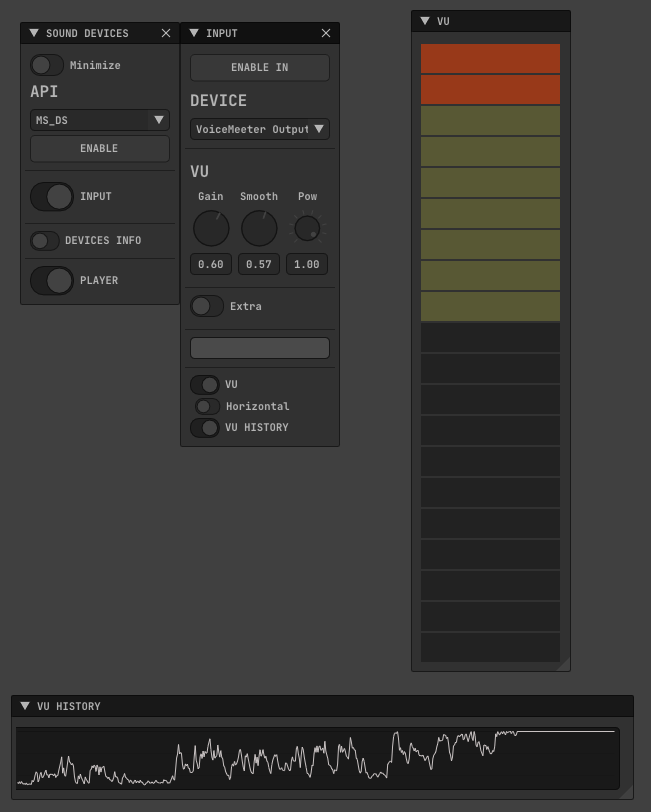 SOUND DEVICES
Minimize
API
MS_DS
ENABLE
INPUT
DEVICES INFO
PLAYER
INPUT
ENABLE IN
DEVICE
VoiceMeeter Output
VU
Gain Smooth Pow
0.60 0.57 1.00
Extra
VU
Horizontal
VU HISTORY
VU
VU HISTORY